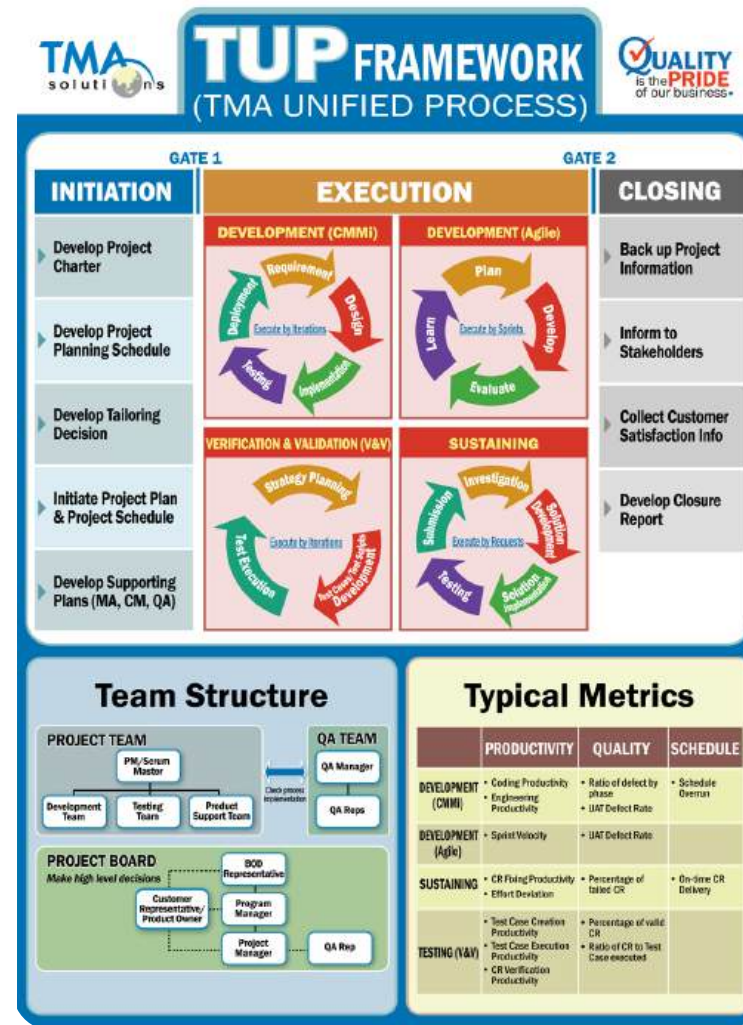 TMA
solutions
TUP FRAMEWORK
(TMA UNIFIED PROCESS)
QUALITY
is the PRIDE
of our business
GATE 1
GATE 2
INITIATION
Develop Project
Charter
Develop Project
Planning Schedule
Develop Tailoring
Decision
Initiate Project Plan
& Project Schedule
Develop Supporting
Plans (MA, CM, QA)
EXECUTION
DEVELOPMENT (CMMi)
Requirement
Design
Implementation
Testing
Deployment
Execute by Iterations
DEVELOPMENT (Agile)
Plan
Develop
Evaluate
Learn
Execute by Sprints
VERIFICATION & VALIDATION (V&V)
Strategy Planning
Test Cases/Test Scripts
Development
Test Execution
Execute by Iterations
SUSTAINING
Investigation
Solution
Development
Solution
Implementation
Testing
Submission
Execute by Requests
CLOSING
Back up Project
Information
Inform to
Stakeholders
Collect Customer
Satisfaction Info
Develop Closure
Report
Team Structure
PROJECT TEAM
PM/Scrum
Master
Development
Team
Testing
Team
Product
Support Team
Check process
implementation
QA TEAM
QA Manager
QA Reps
PROJECT BOARD
Make high level decisions
BOD
Representative
Customer
Representative/
Product Owner
Program
Manager
Project
Manager
QA Rep
Typical Metrics
PRODUCTIVITY
QUALITY
SCHEDULE
DEVELOPMENT
(CMMi)
• Coding Productivity
• Engineering
Productivity
• Ratio of defect by
phase
• UAT Defect Rate
• Schedule
Overrun
DEVELOPMENT
(Agile)
• Sprint Velocity
• UAT Defect Rate
SUSTAINING
• CR Fixing Productivity
• Effort Deviation
• Percentage of
failed CR
• On-time CR
Delivery
TESTING (V&V)
• Test Case Creation
Productivity
• Test Case Execution
Productivity
• CR Verification
Productivity
• Percentage of valid
CR
• Ratio of CR to Test
Case executed